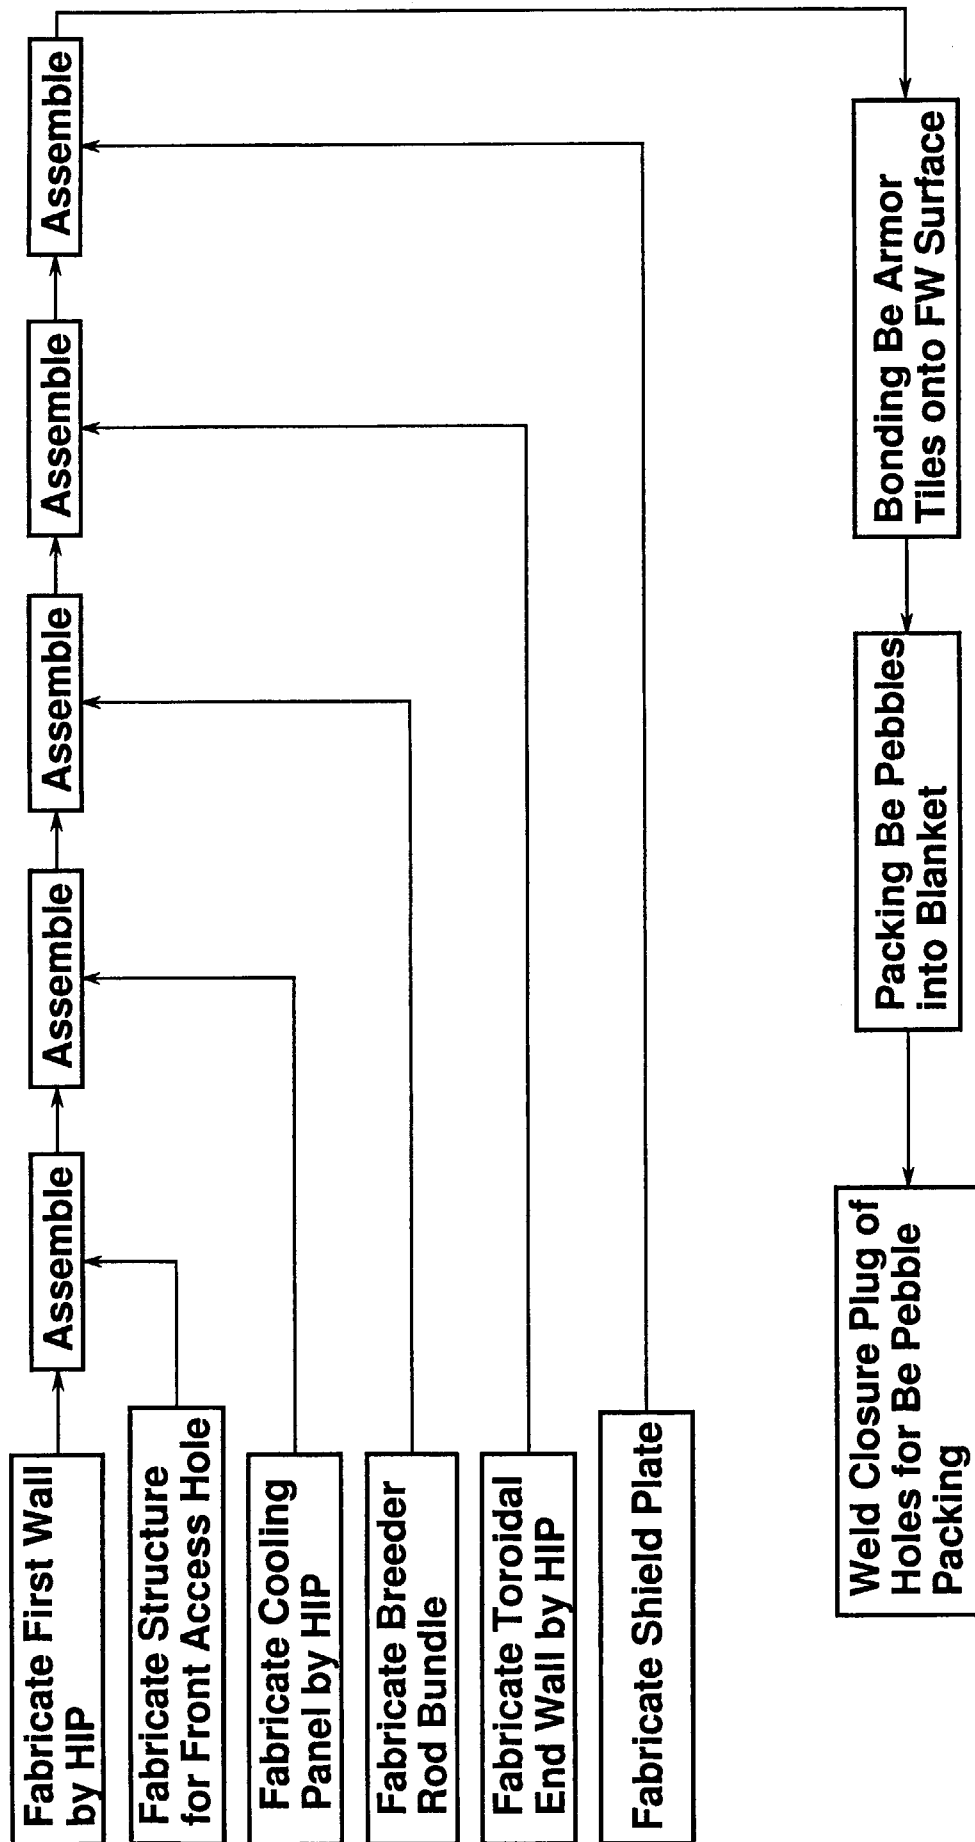 Fabricate First Wall
by HIP
Assemble
Assemble
Assemble
Assemble
Assemble
Fabricate Structure
for Front Access Hole
Fabricate Cooling
Panel by HIP
Fabricate Breeder
Rod Bundle
Fabricate Toroidal
End Wall by HIP
Fabricate Shield Plate
Weld Closure Plug of
Holes for Be Pebble
Packing
Packing Be Pebbles
into Blanket
Bonding Be Armor
Tiles onto FW Surface